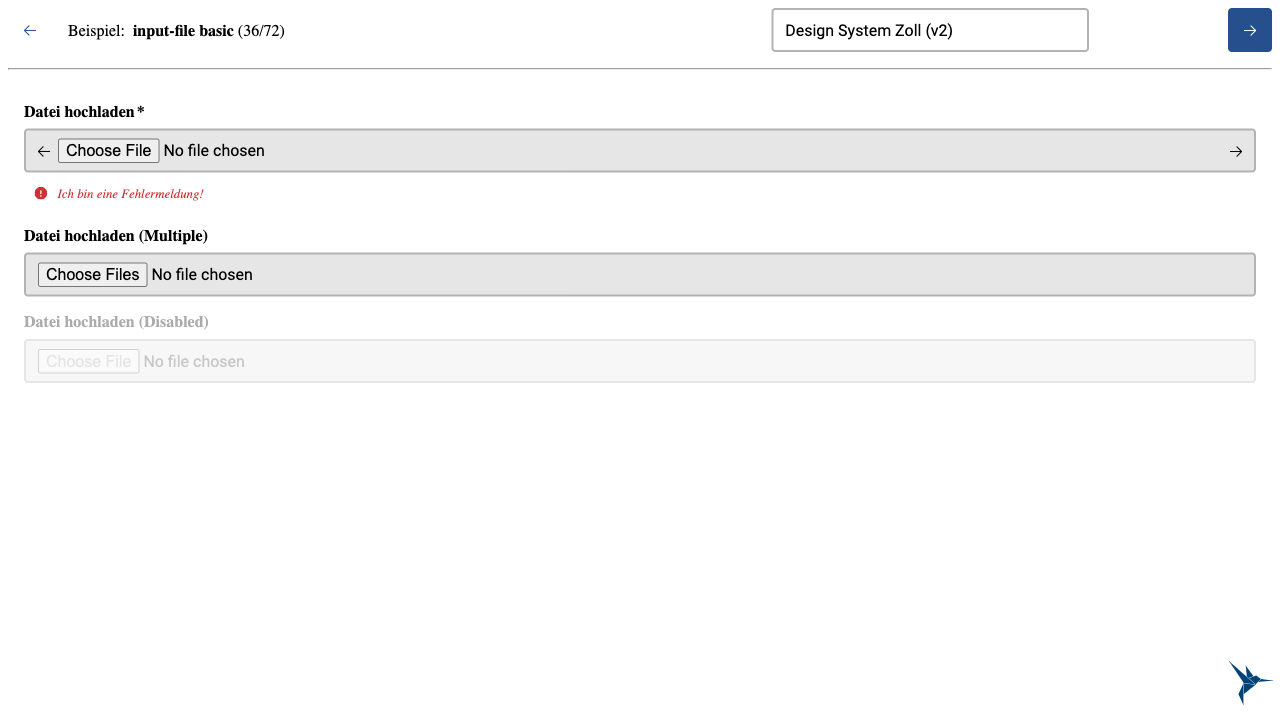 Beispiel: input-file basic (36/72)
Design System Zoll (v2)
Datei hochladen*
Choose File No file chosen
Ich bin eine Fehlermeldung!
Datei hochladen (Multiple)
Choose Files No file chosen
Datei hochladen (Disabled)
Choose File No file chosen